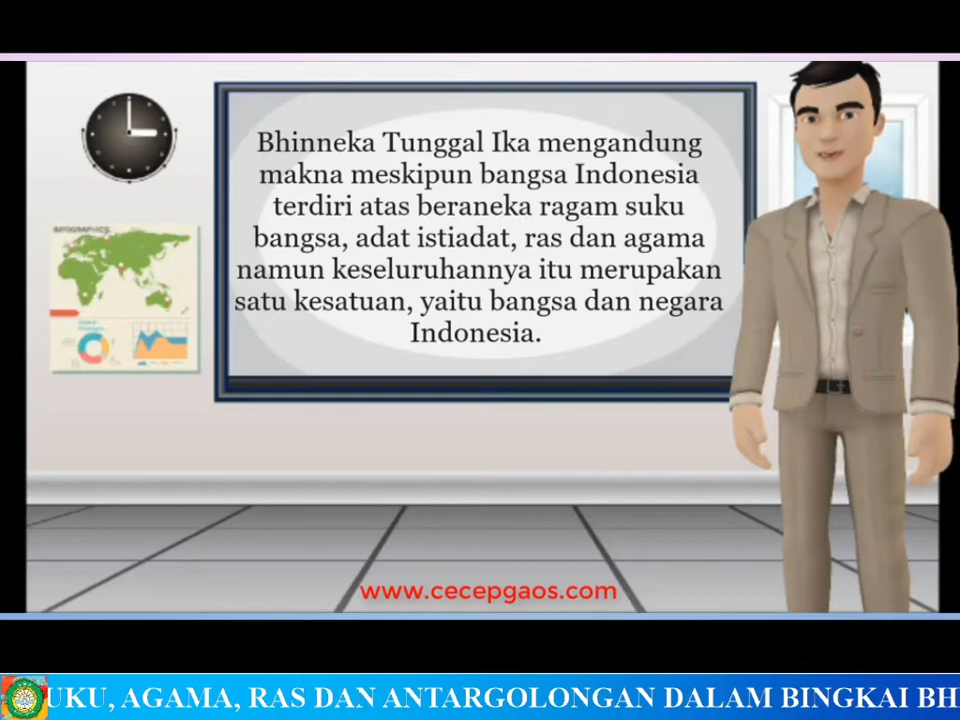 Bhinneka Tunggal Ika mengandung
makna meskipun bangsa Indonesia
terdiri atas beraneka ragam suku
bangsa, adat istiadat, ras dan agama
namun keseluruhannya itu merupakan
satu kesatuan, yaitu bangsa dan negara
Indonesia.
INFOGRAPHICS
www.cecepgaos.com
UKU, AGAMA, RAS DAN ANTARGOLONGAN DALAM BINGKAI BH